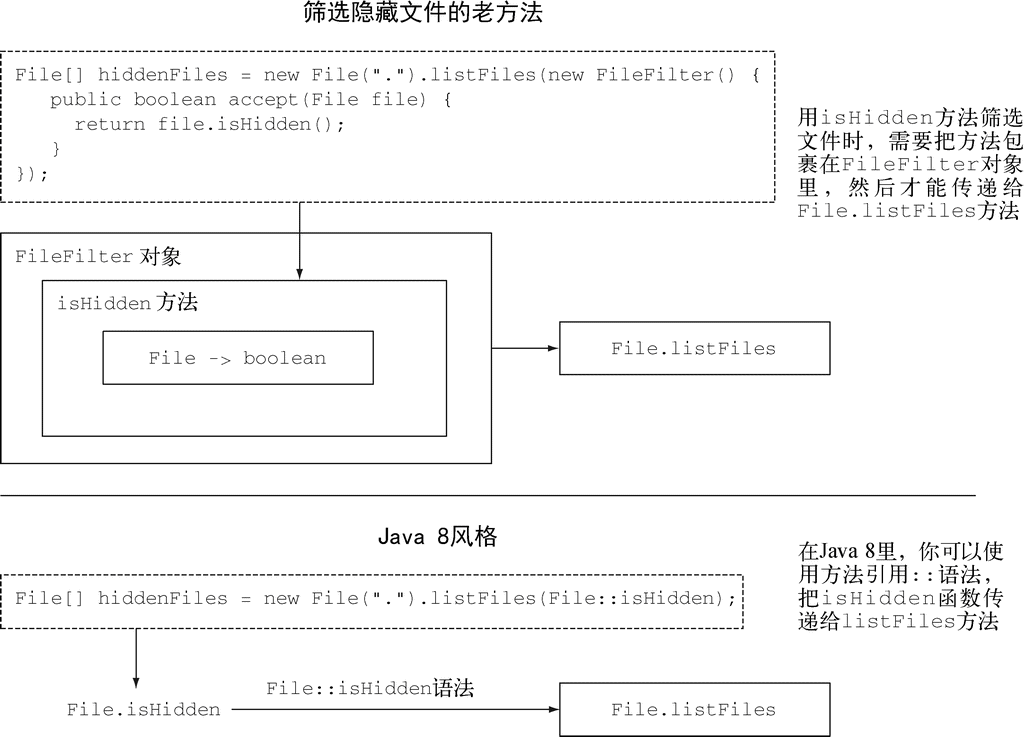 筛选隐藏文件的老方法
File[] hiddenFiles = new File(".").listFiles(new FileFilter() {
public boolean accept(File file) {
return file.isHidden();
}
});
用isHidden方法筛选
文件时，需要把方法包
裹在FileFilter对象
里，然后才能传递给
File.listFiles方法
FileFilter 对象
isHidden 方法
File -> boolean
File.listFiles
Java 8风格
File[] hiddenFiles = new File(".").listFiles(File::isHidden);
在Java 8里，你可以使
用方法引用::语法，
把isHidden函数传
递给listFiles方法
File::isHidden语法
File.isHidden
File.listFiles